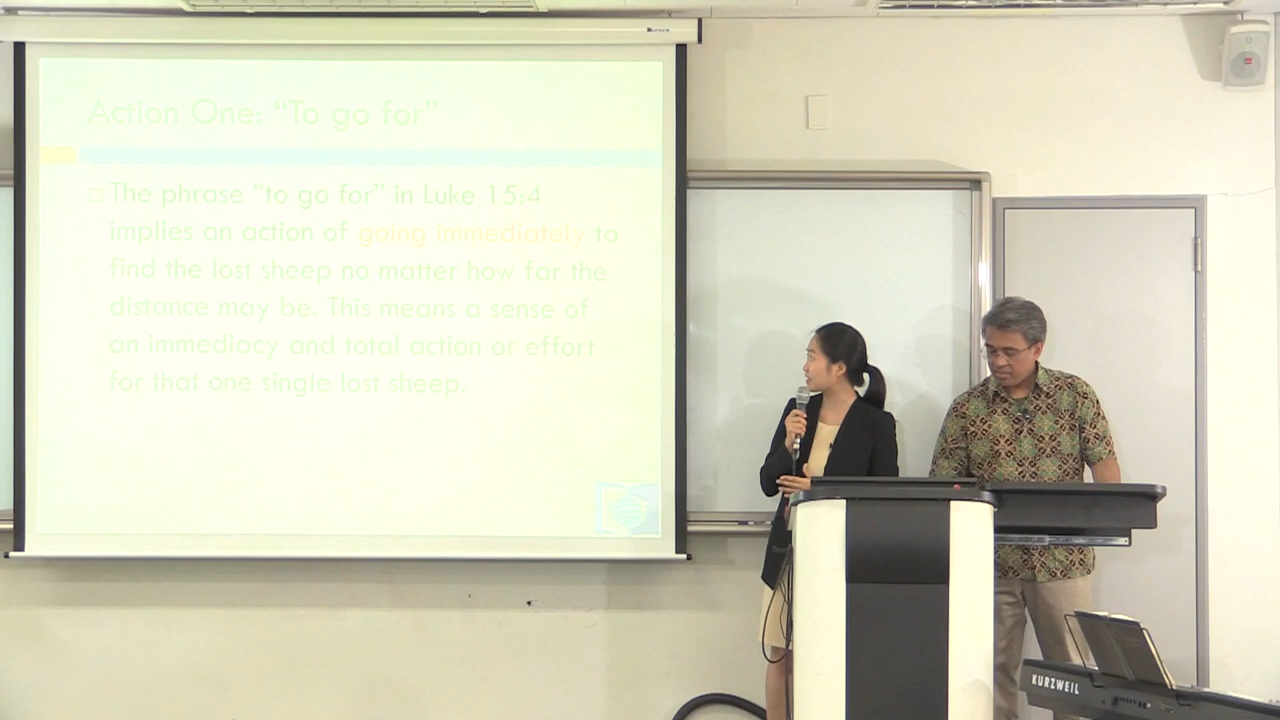 Action One: “To go for”
The phrase “to go for” in Luke 15:4
implies an action of going immediately to
find the lost sheep no matter how far the
distance may be. This means a sense of
an immediacy and total action or effort
for that one single lost sheep.
KURZWEIL